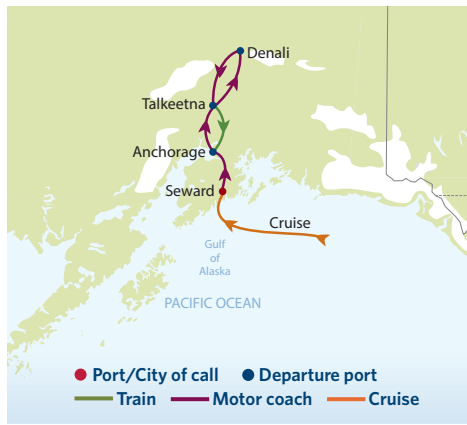 Denali
Talkeetna
Anchorage
Seward
Cruise
Gulf
of
Alaska
PACIFIC OCEAN
Port/City of call Departure port
Train Motor coach Cruise